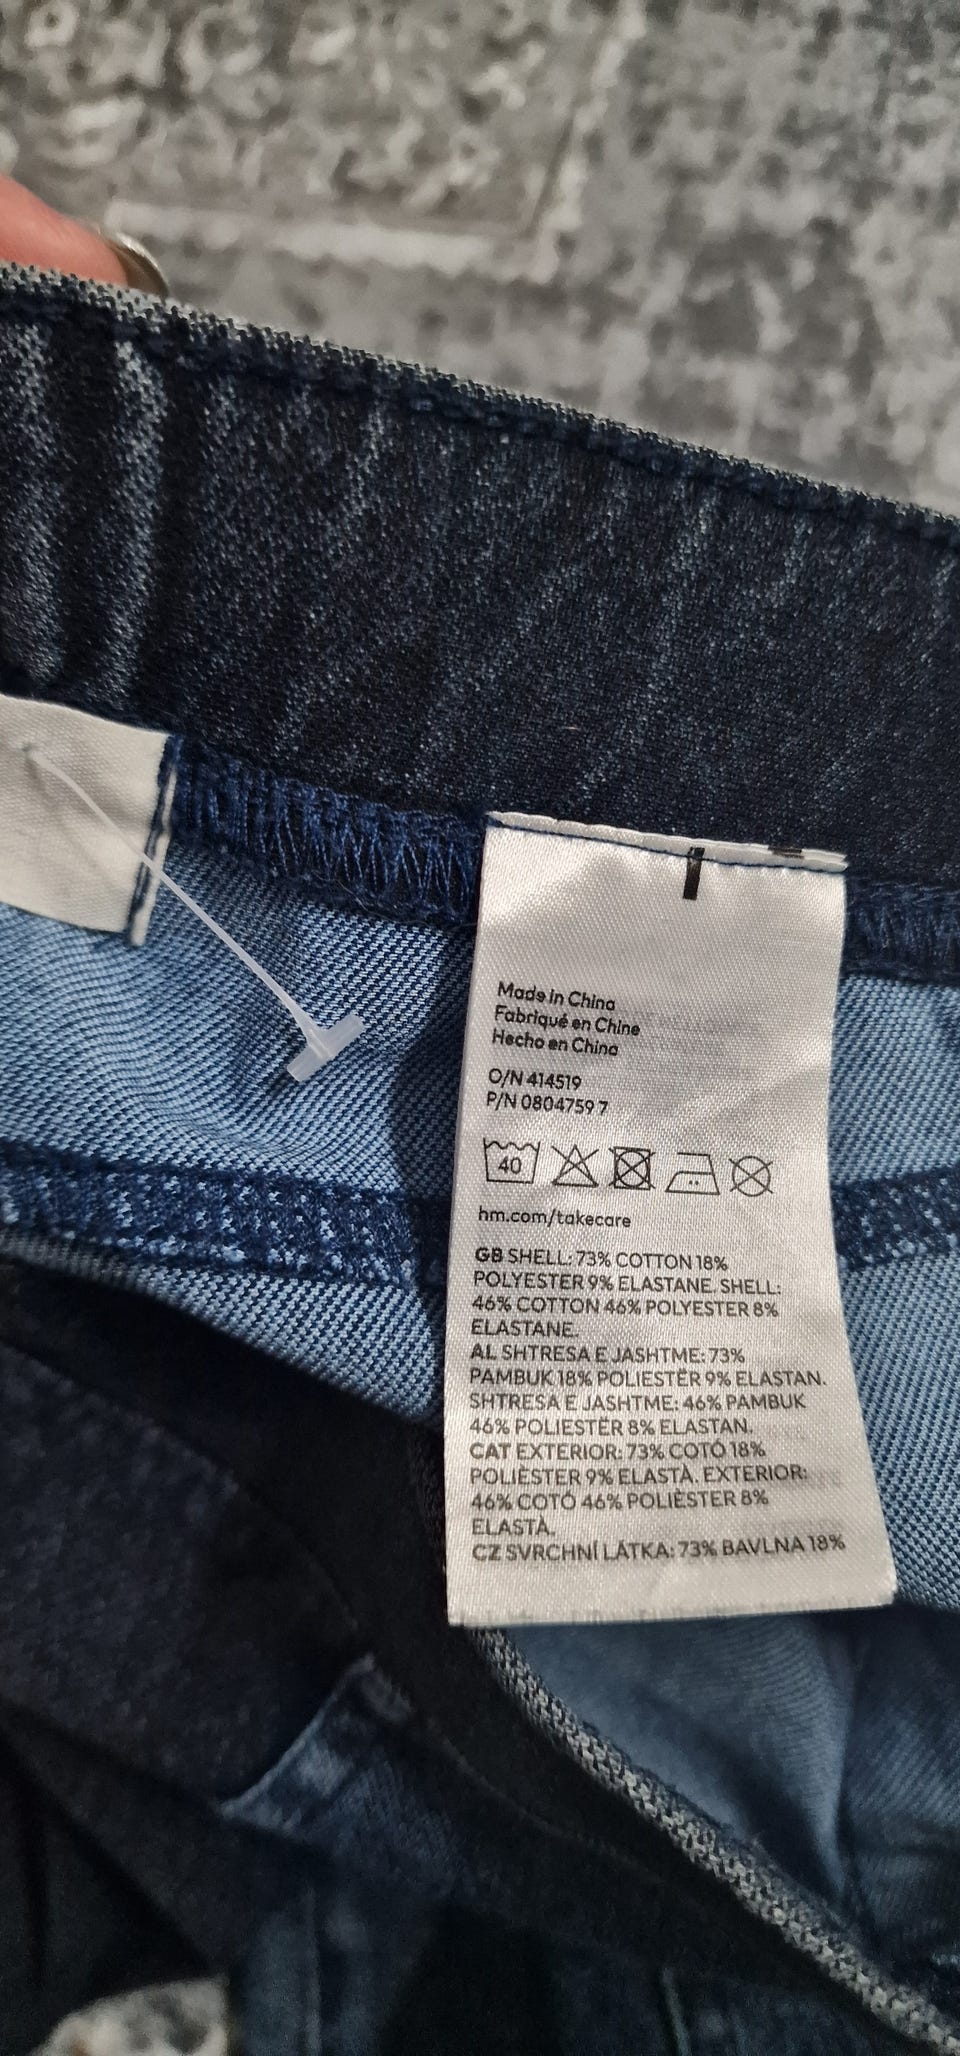 Made in China
Fabriqué en Chine
Hecho en China
O/N 414519
P/N 0804759 7
40
hm.com/takecare
GB SHELL: 73% COTTON 18%
POLYESTER 9% ELASTANE. SHELL:
46% COTTON 46% POLYESTER 8%
ELASTANE.
AL SHTRESA E JASHTME: 73%
PAMBUK 18% POLIESTËR 9% ELASTAN.
SHTRESA E JASHTME: 46% PAMBUK
46% POLIESTËR 8% ELASTAN.
CAT EXTERIOR: 73% COTÓ 18%
POLIÈSTER 9% ELASTÀ. EXTERIOR:
46% COTÓ 46% POLIÈSTER 8%
ELASTÀ.
CZ SVRCHNÍ LÁTKA: 73% BAVLNA 18%